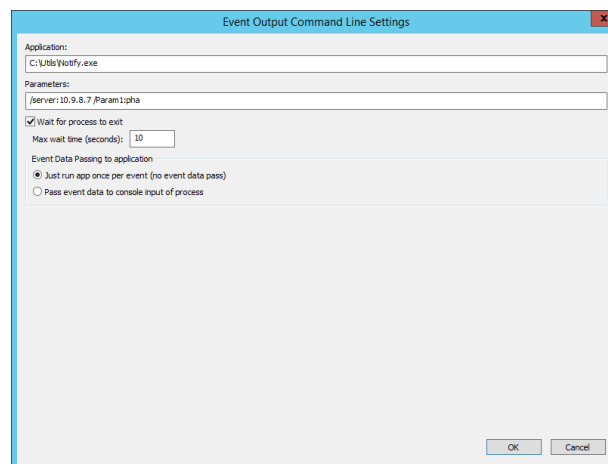 Event Output Command Line Settings
x
Application:
C:\Utils\Notify.exe
Parameters:
/server:10.9.8.7 /Param1:pha
Wait for process to exit
Max wait time (seconds): 10
Event Data Passing to application
Just run app once per event (no event data pass)
Pass event data to console input of process
OK Cancel